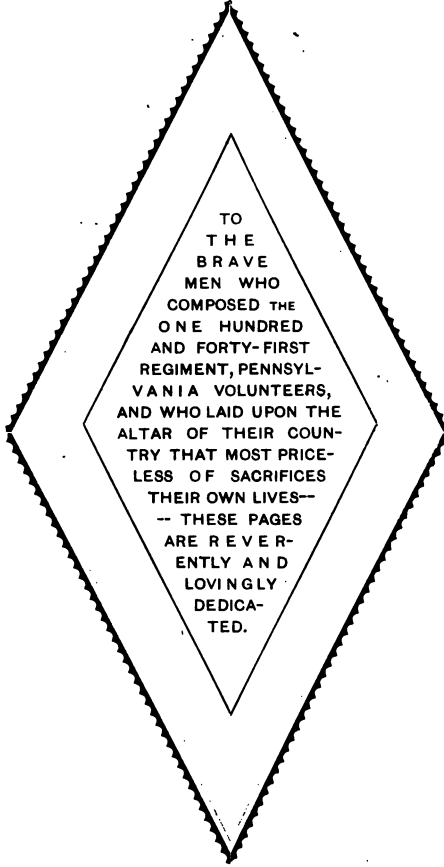 TO
THE
BRAVE
MEN WHO
COMPOSED THE
ONE HUNDRED
AND FORTY-FIRST
REGIMENT, PENNSYL-
VANIA VOLUNTEERS,
AND WHO LAID UPON THE
ALTAR OF THEIR COUN-
TRY THAT MOST PRICE-
LESS OF SACRIFICES
THEIR OWN LIVES--
-- THESE PAGES
ARE REVER-
ENTLY AND
LOVINGLY
DEDICA-
TED.